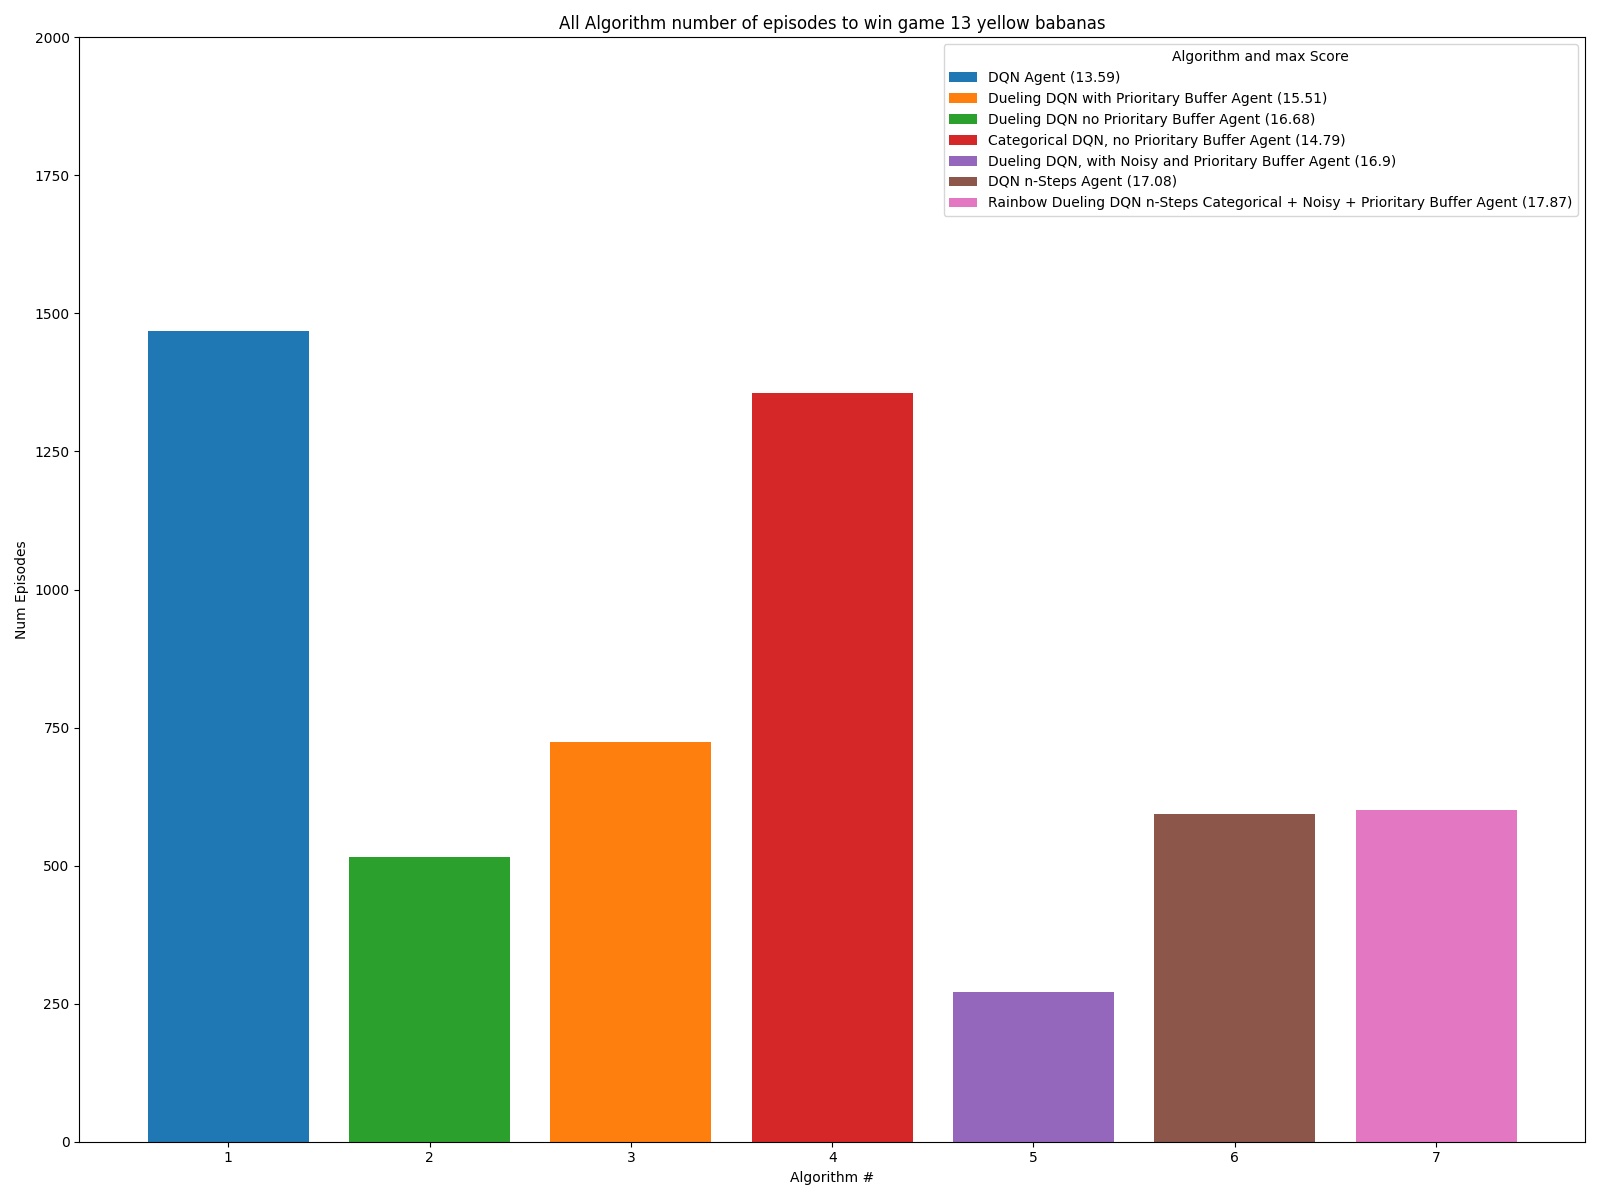 All Algorithm number of episodes to win game 13 yellow babanas
2000
1750
1500
1250
1000
750
500
250
0
Num Episodes
Algorithm and max Score
DQN Agent (13.59)
Dueling DQN with Prioritary Buffer Agent (15.51)
Dueling DQN no Prioritary Buffer Agent (16.68)
Categorical DQN, no Prioritary Buffer Agent (14.79)
Dueling DQN, with Noisy and Prioritary Buffer Agent (16.9)
DQN n-Steps Agent (17.08)
Rainbow Dueling DQN n-Steps Categorical + Noisy + Prioritary Buffer Agent (17.87)
1 2 3 4 5 6 7
Algorithm #